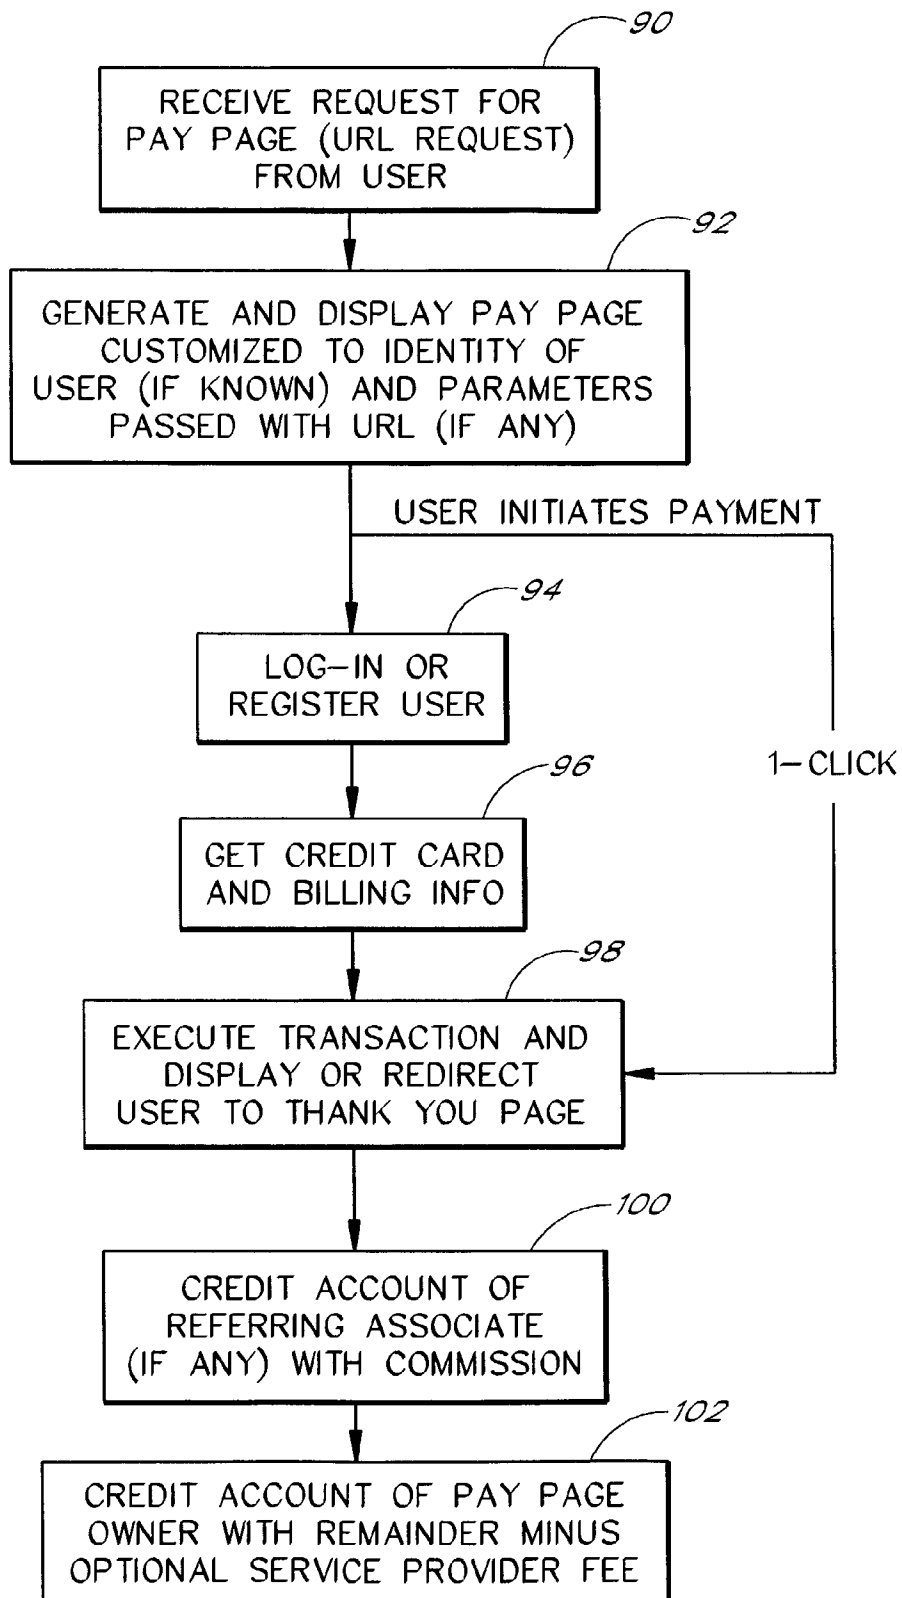 90
RECEIVE REQUEST FOR
PAY PAGE (URL REQUEST)
FROM USER
92
GENERATE AND DISPLAY PAY PAGE
CUSTOMIZED TO IDENTITY OF
USER (IF KNOWN) AND PARAMETERS
PASSED WITH URL (IF ANY)
USER INITIATES PAYMENT
94
LOG-IN OR
REGISTER USER
1-CLICK
96
GET CREDIT CARD
AND BILLING INFO
98
EXECUTE TRANSACTION AND
DISPLAY OR REDIRECT
USER TO THANK YOU PAGE
100
CREDIT ACCOUNT OF
REFERRING ASSOCIATE
(IF ANY) WITH COMMISSION
102
CREDIT ACCOUNT OF PAY PAGE
OWNER WITH REMAINDER MINUS
OPTIONAL SERVICE PROVIDER FEE